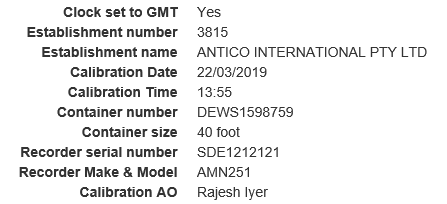 Clock set to GMT Yes
Establishment number 3815
Establishment name ANTICO INTERNATIONAL PTY LTD
Calibration Date 22/03/2019
Calibration Time 13:55
Container number DEWS1598759
Container size 40 foot
Recorder serial number SDE1212121
Recorder Make & Model AMN251
Calibration AO Rajesh Iyer